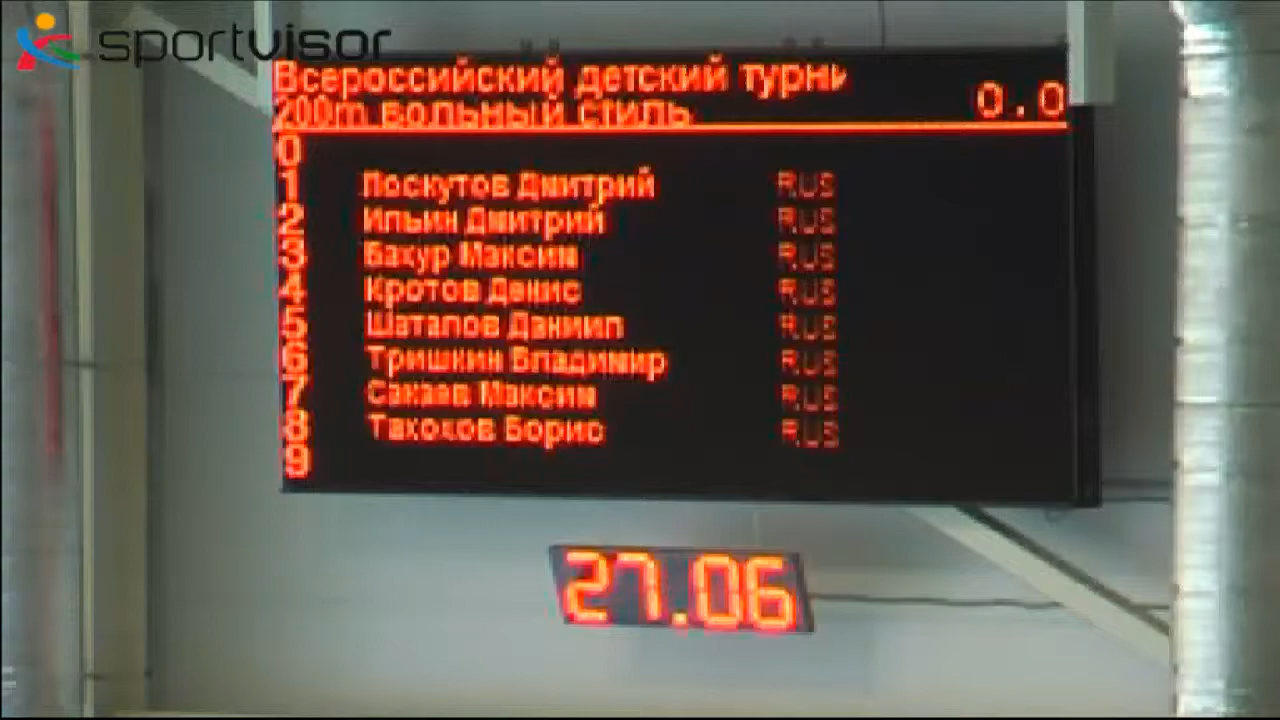 sportvisor
Всероссийский детский турни
200m вольный стиль
0.0
0
1 Лоскутов Дмитрий RUS
2 Ильин Дмитрий RUS
3 Бахур Максим RUS
4 Кротов Денис RUS
5 Шаталов Даниил RUS
6 Тришкин Владимир RUS
7 Сакаев Максим RUS
8 Тахохов Борис RUS
9
27.06